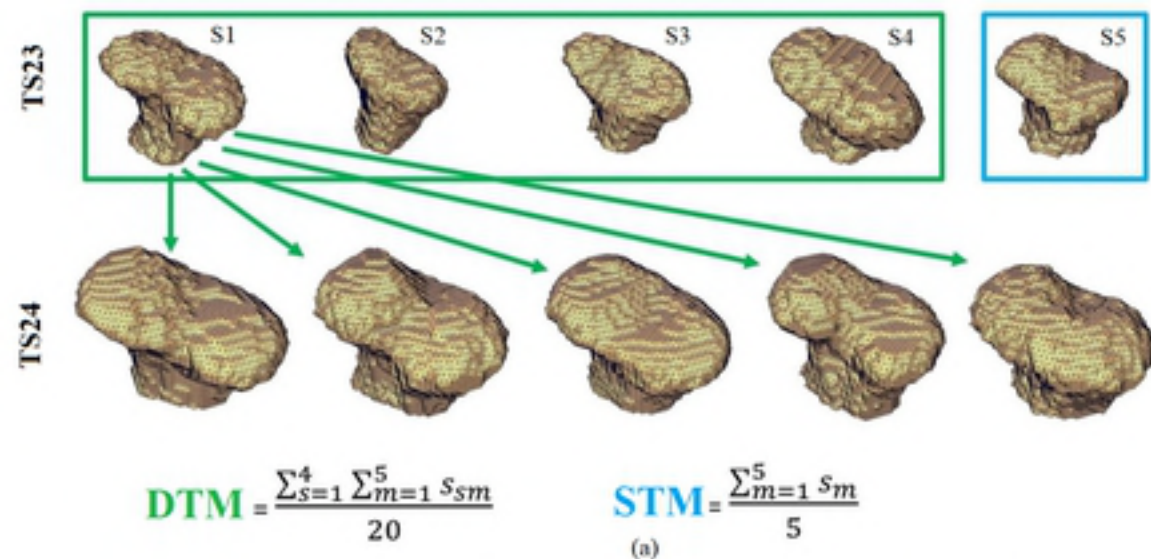 S1 S2 S3 S4 S5
TS23
TS24
DTM = \frac{\sum_{s=1}^{4} \sum_{m=1}^{5} s_{sm}}{20} STM = \frac{\sum_{m=1}^{5} s_m}{5}
(a)